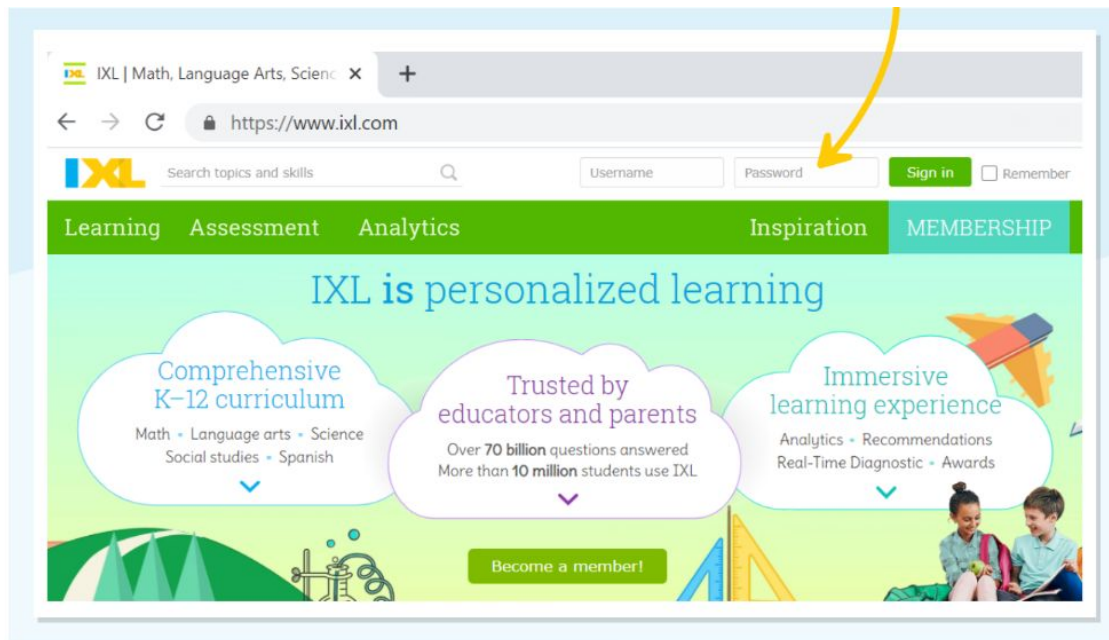 IXL | Math, Language Arts, Scienc
https://www.ixl.com
IXL
Search topics and skills
Username
Password
Sign in
Remember
Learning
Assessment
Analytics
Inspiration
MEMBERSHIP
IXL is personalized learning
Comprehensive
K–12 curriculum
Math • Language arts • Science
Social studies • Spanish
Trusted by
educators and parents
Over 70 billion questions answered
More than 10 million students use IXL
Immersive
learning experience
Analytics • Recommendations
Real-Time Diagnostic • Awards
Become a member!